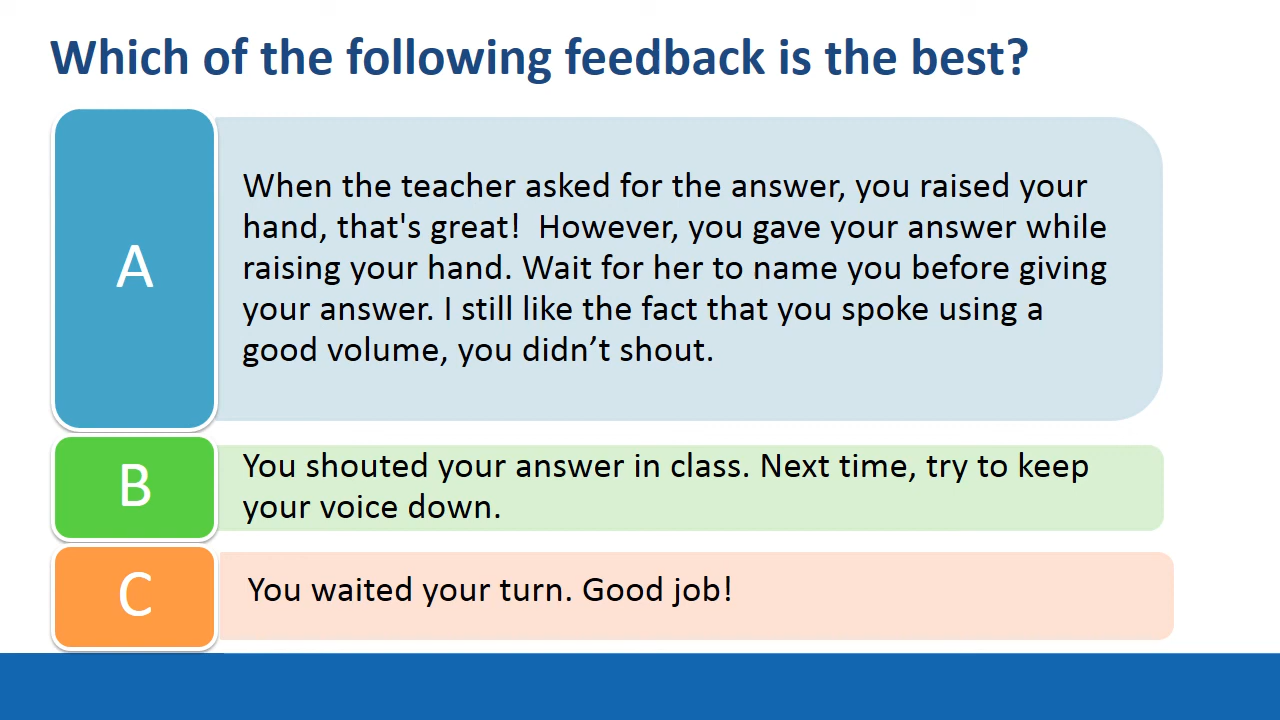 Which of the following feedback is the best?
A
When the teacher asked for the answer, you raised your
hand, that's great!  However, you gave your answer while
raising your hand. Wait for her to name you before giving
your answer. I still like the fact that you spoke using a
good volume, you didn’t shout.
B
You shouted your answer in class. Next time, try to keep
your voice down.
C
You waited your turn. Good job!